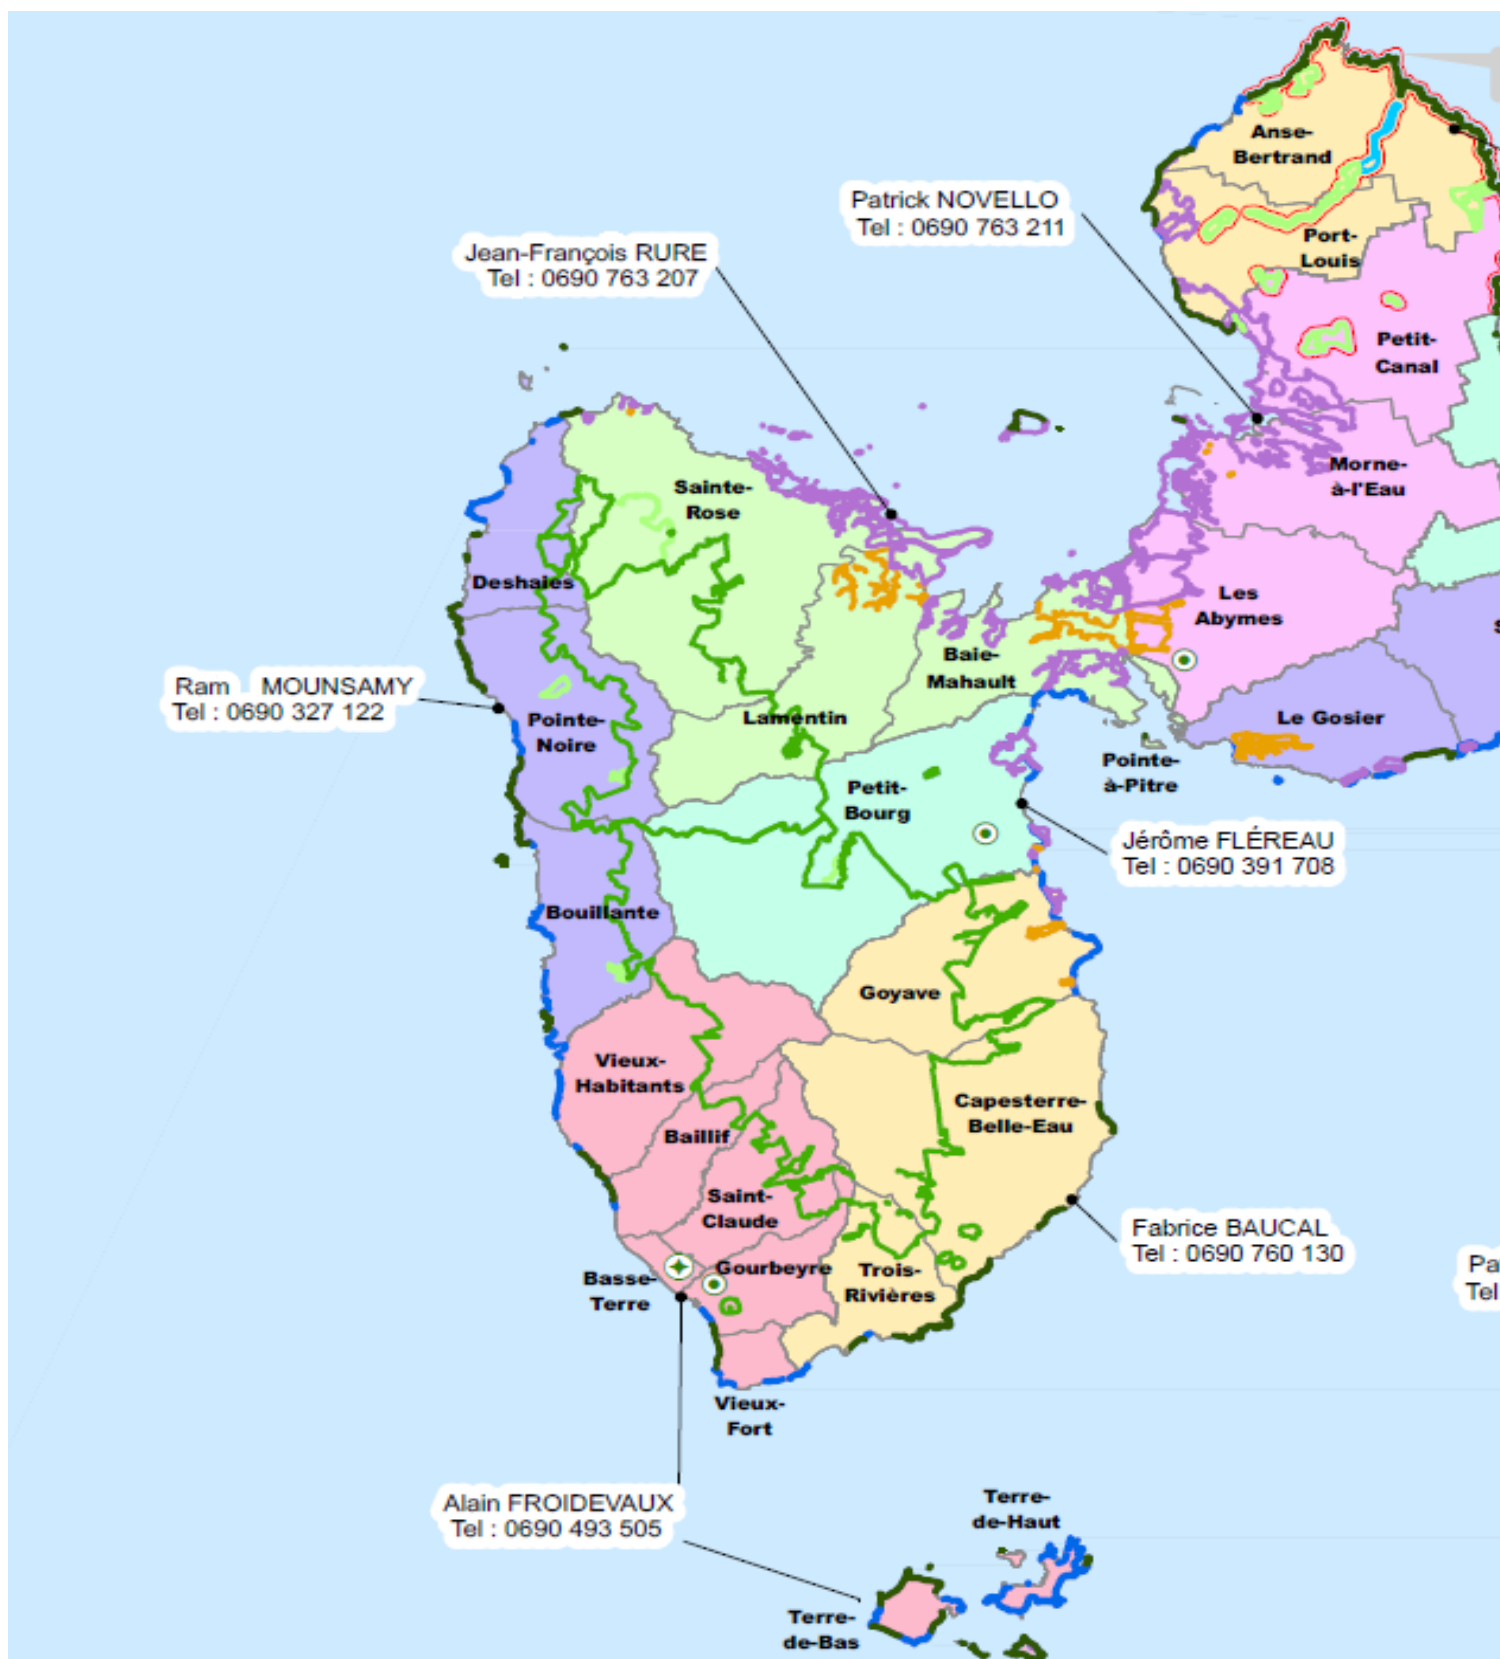 Anse-
Bertrand
Patrick NOVELLO
Tel : 0690 763 211
Port-
Louis
Jean-François RURE
Tel : 0690 763 207
Petit-
Canal
Morne-
à-l'Eau
Sainte-
Rose
Deshaies
Les
Abymes
Baie-
Mahault
Ram MOUNSAMY
Tel : 0690 327 122
Pointe-
Noire
Lamentin
Le Gosier
Pointe-
à-Pitre
Petit-
Bourg
Jérôme FLÉREAU
Tel : 0690 391 708
Bouillante
Goyave
Vieux-
Habitants
Capesterre-
Belle-Eau
Baillif
Saint-
Claude
Fabrice BAUCAL
Tel : 0690 760 130
Gourbeyre
Trois-
Rivières
Basse-
Terre
Tel
Vieux-
Fort
Alain FROIDEVAUX
Tel : 0690 493 505
Terre-
de-Haut
Terre-
de-Bas